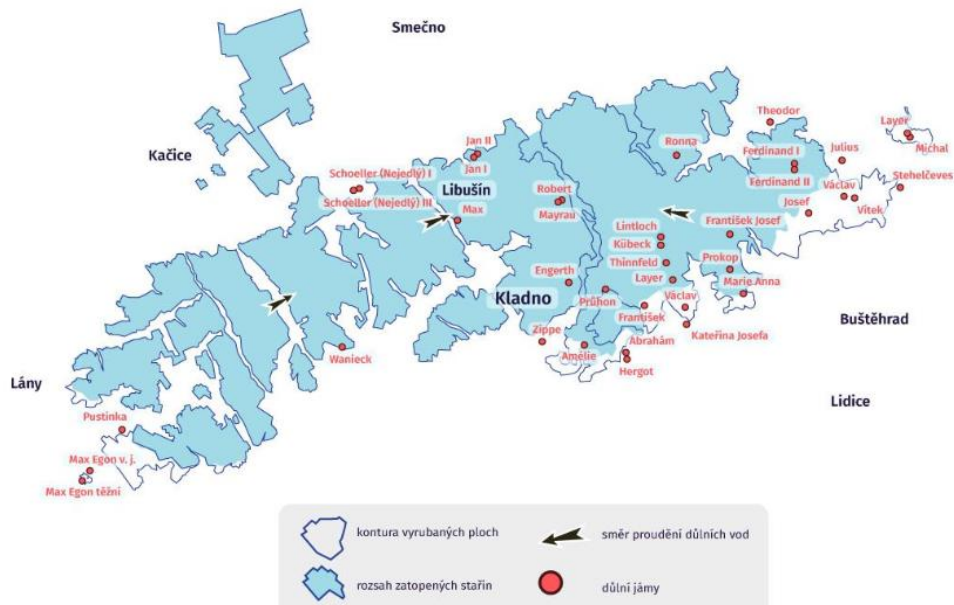 Smečno
Theodor
Layer
Michal
Kačice
Jan II
Jan I
Ronna
Ferdinand I
Ferdinand II
Julius
Stehelčeves
Schoeller (Nejedlý) I
Schoeller (Nejedlý) III
Libušín
Max
Robert
Mayrau
Václav
Vítek
Josef
Lintloch
Kübeck
František Josef
Thinnfeld
Prokop
Engerth
Layer
Marie Anna
Kladno
Průhon
Václav
František
Buštěhrad
Zippe
Abrahám
Kateřina Josefa
Wanieck
Amélie
Hergot
Lány
Lidice
Pustinka
Max Egon v. j.
Max Egon těžní
kontura vyrubaných ploch
směr proudění důlních vod
rozsah zatopených stařin
důlní jámy